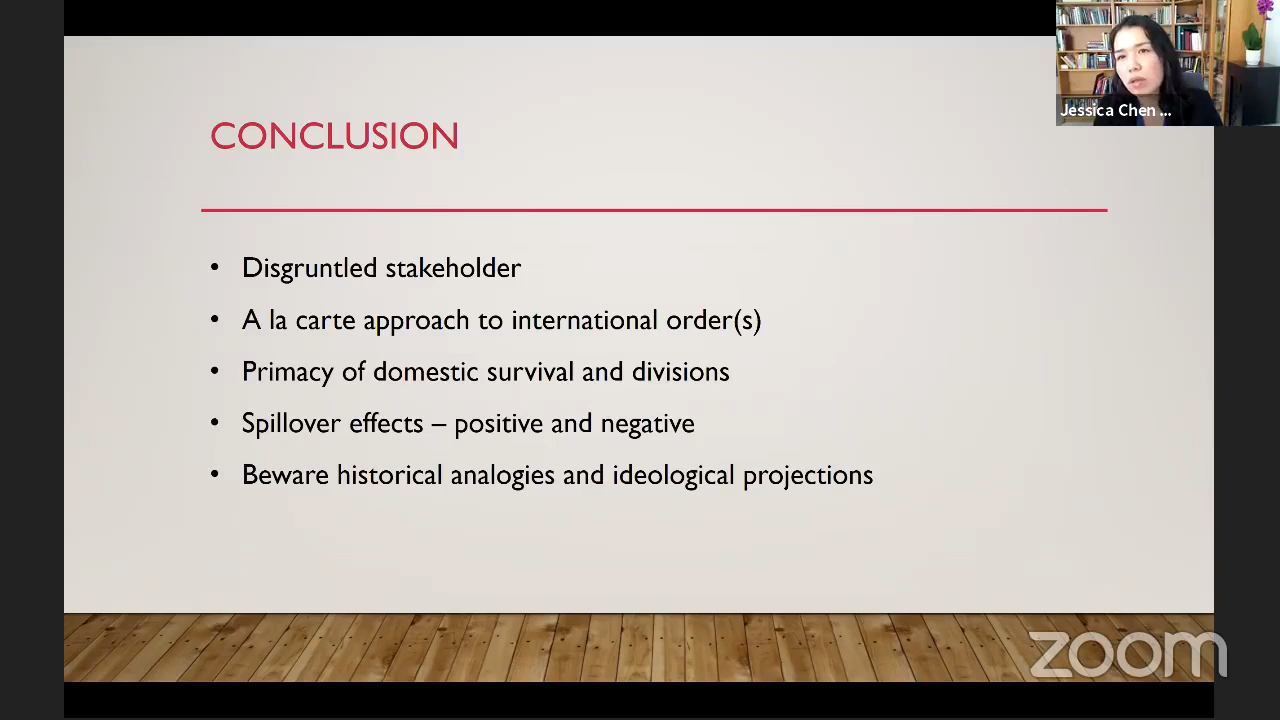 Jessica Chen ...
CONCLUSION
• Disgruntled stakeholder
• A la carte approach to international order(s)
• Primacy of domestic survival and divisions
• Spillover effects – positive and negative
• Beware historical analogies and ideological projections
zoom